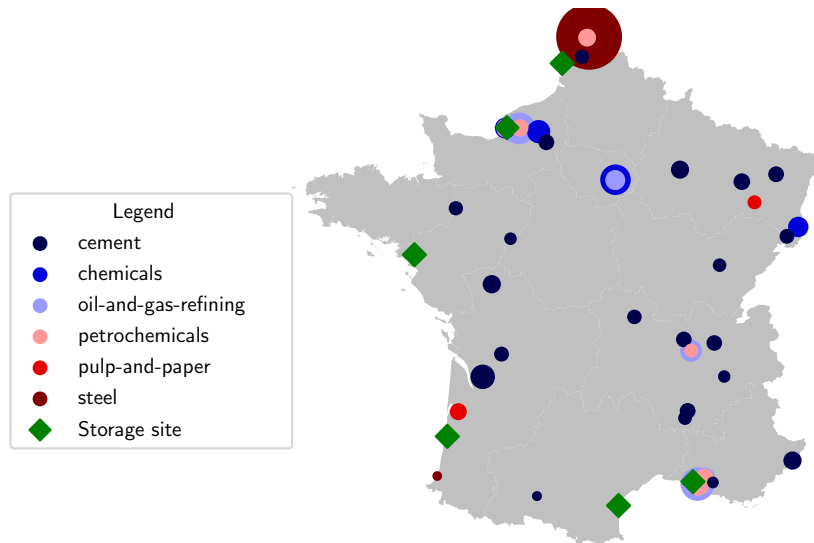 Legend
cement
chemicals
oil-and-gas-refining
petrochemicals
pulp-and-paper
steel
Storage site